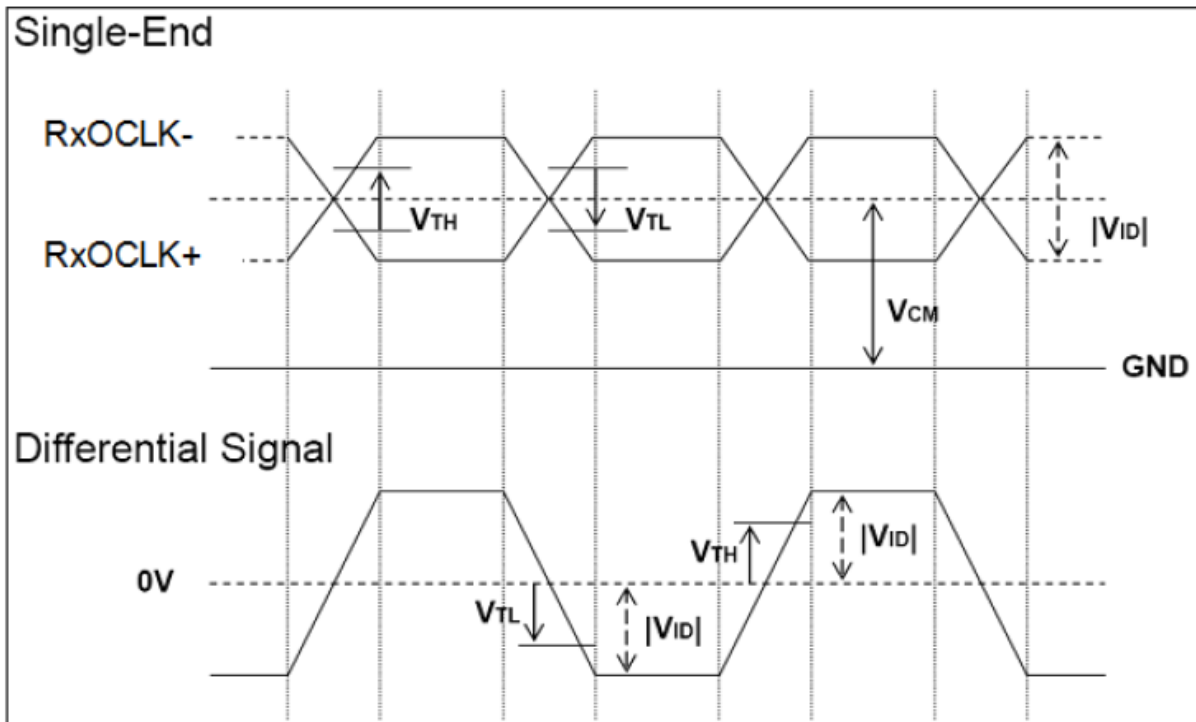 Single-End
RxOCLK-
VTH
VTL
|VID|
RxOCLK+
VCM
GND
Differential Signal
VTH
|VID|
0V
VTL
|VID|